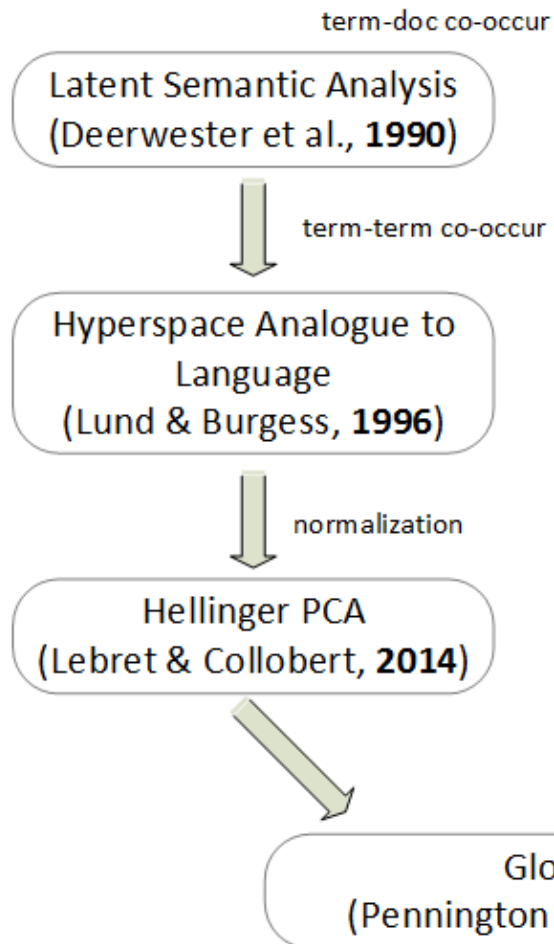 term-doc co-occur
Latent Semantic Analysis
(Deerwester et al., 1990)
term-term co-occur
Hyperspace Analogue to
Language
(Lund & Burgess, 1996)
normalization
Hellinger PCA
(Lebret & Collobert, 2014)
Glo
(Pennington